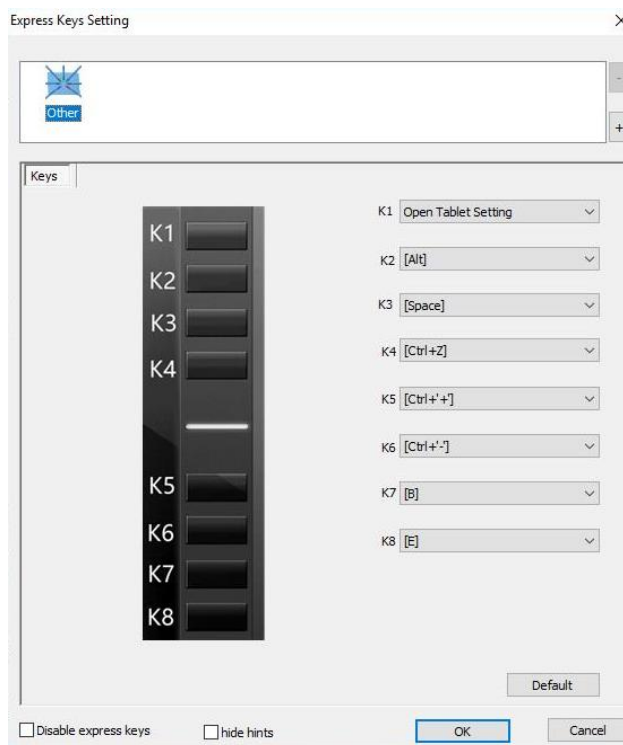 Express Keys Setting
Other
-
+
Keys
K1
K2
K3
K4
K5
K6
K7
K8
K1 Open Tablet Setting
K2 [Alt]
K3 [Space]
K4 [Ctrl+Z]
K5 [Ctrl+'+']
K6 [Ctrl+'-']
K7 [B]
K8 [E]
Default
Disable express keys hide hints OK Cancel